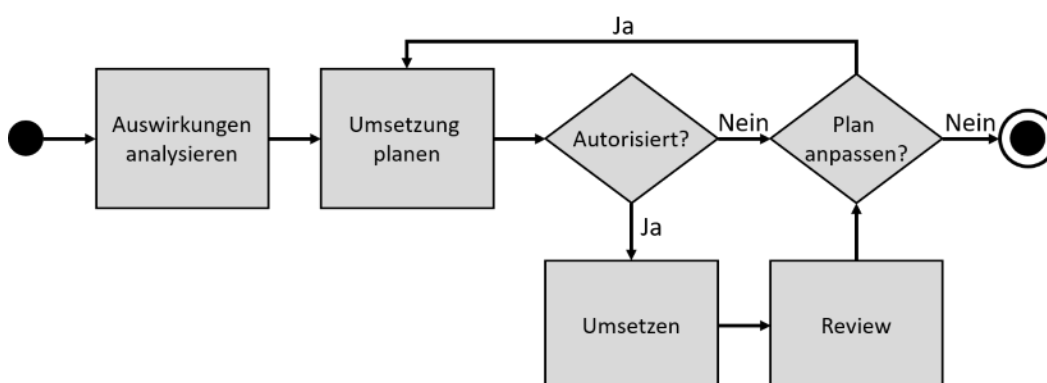 Ja
Auswirkungen
analysieren
Umsetzung
planen
Autorisiert?
Nein
Plan
anpassen?
Nein
Ja
Umsetzen
Review